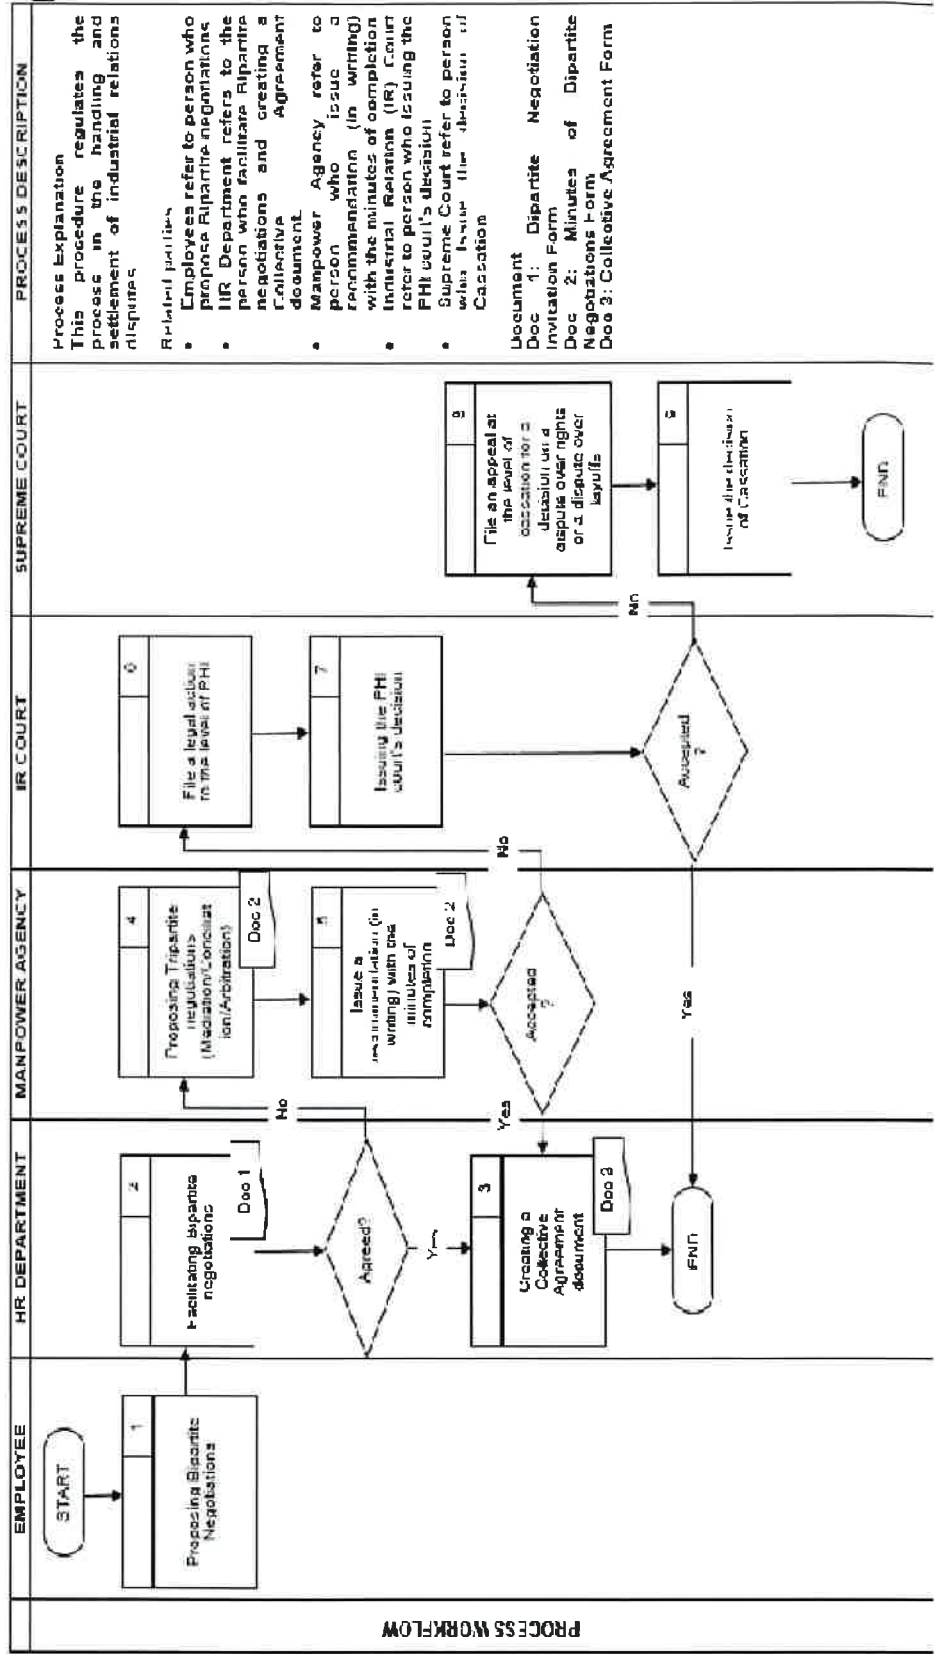 PROCESS WORKFLOW
EMPLOYEE
START
1
Proposing Bipartite
Negotiations
HR DEPARTMENT
2
Facilitating Bipartite
negotiations
Doc 1
Agreed?
No
Yes
3
Creating a
Collective
Agreement
document
Doc 3
END
MANPOWER AGENCY
4
Proposing Tripartite
negotiations
(Mediation/Conciliat
ion/Arbitration)
Doc 2
5
Issue a
recommendation (in
writing) with the
minutes of
completion
Doc 2
Accepted
?
Yes
No
IR COURT
6
File a legal action
to the level of PHI
7
Issuing the PHI
court's decision
Accepted
?
Yes
No
SUPREME COURT
8
File an appeal at
the level of
cassation for a
decision on a
dispute over rights
or a dispute over
layoffs
9
Issue the decision
of Cassation
END
PROCESS DESCRIPTION
Process Explanation
This procedure regulates the
process in the handling and
settlement of industrial relations
disputes
Related parties
• Employees refer to person who
propose Bipartite negotiations
• HR Department refers to the
person who facilitate Bipartite
negotiations and creating a
Collective Agreement
document.
• Manpower Agency refer to
person who issue a
recommendation (in writing)
with the minutes of completion
• Industrial Relation (IR) Court
refer to person who issuing the
PHI court's decision
• Supreme Court refer to person
who issue the decision of
Cassation
Document
Doc 1: Bipartite Negotiation
Invitation Form
Doc 2: Minutes of Bipartite
Negotiations Form
Doc 3: Collective Agreement Form